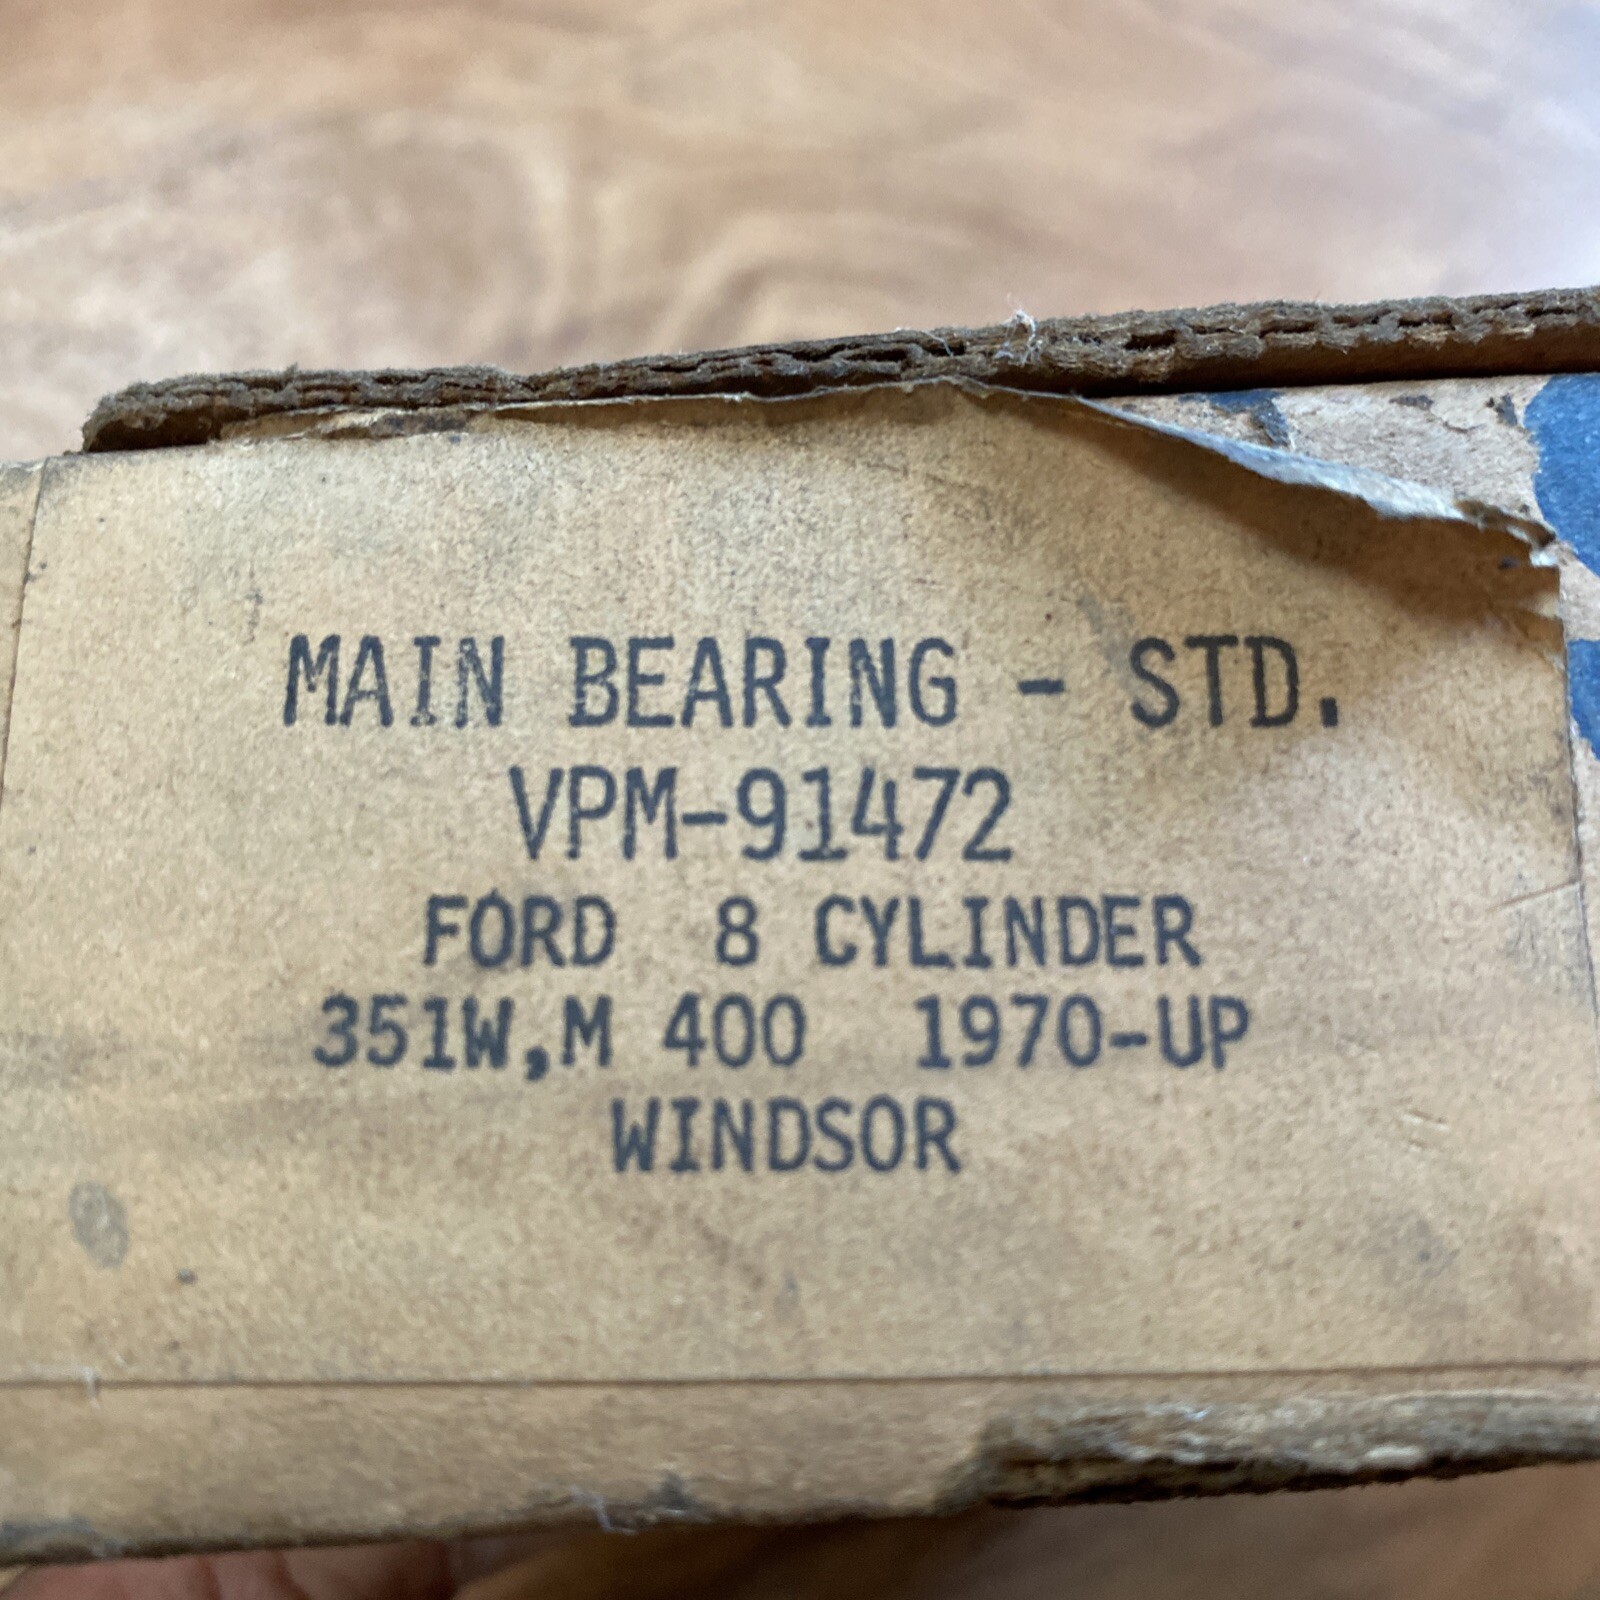 MAIN BEARING - STD.
VPM-91472
FORD 8 CYLINDER
351W,M 400 1970-UP
WINDSOR